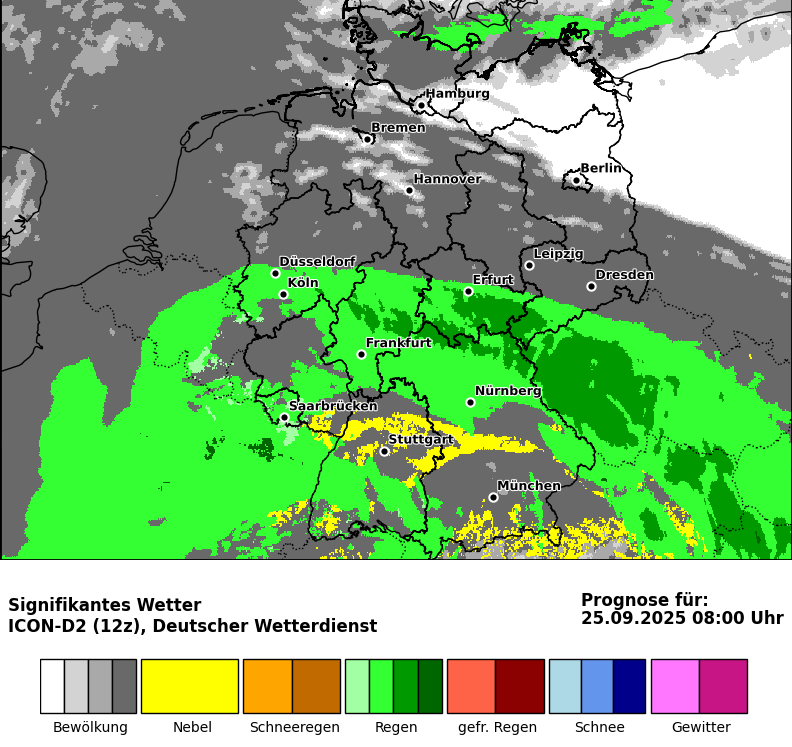 Hamburg
Bremen
Berlin
Hannover
Leipzig
Düsseldorf
Dresden
Köln
Erfurt
Frankfurt
Nürnberg
Saarbrücken
Stuttgart
München
Signifikantes Wetter
ICON-D2 (12z), Deutscher Wetterdienst
Prognose für:
25.09.2025 08:00 Uhr
Bewölkung Nebel Schneeregen Regen gefr. Regen Schnee Gewitter